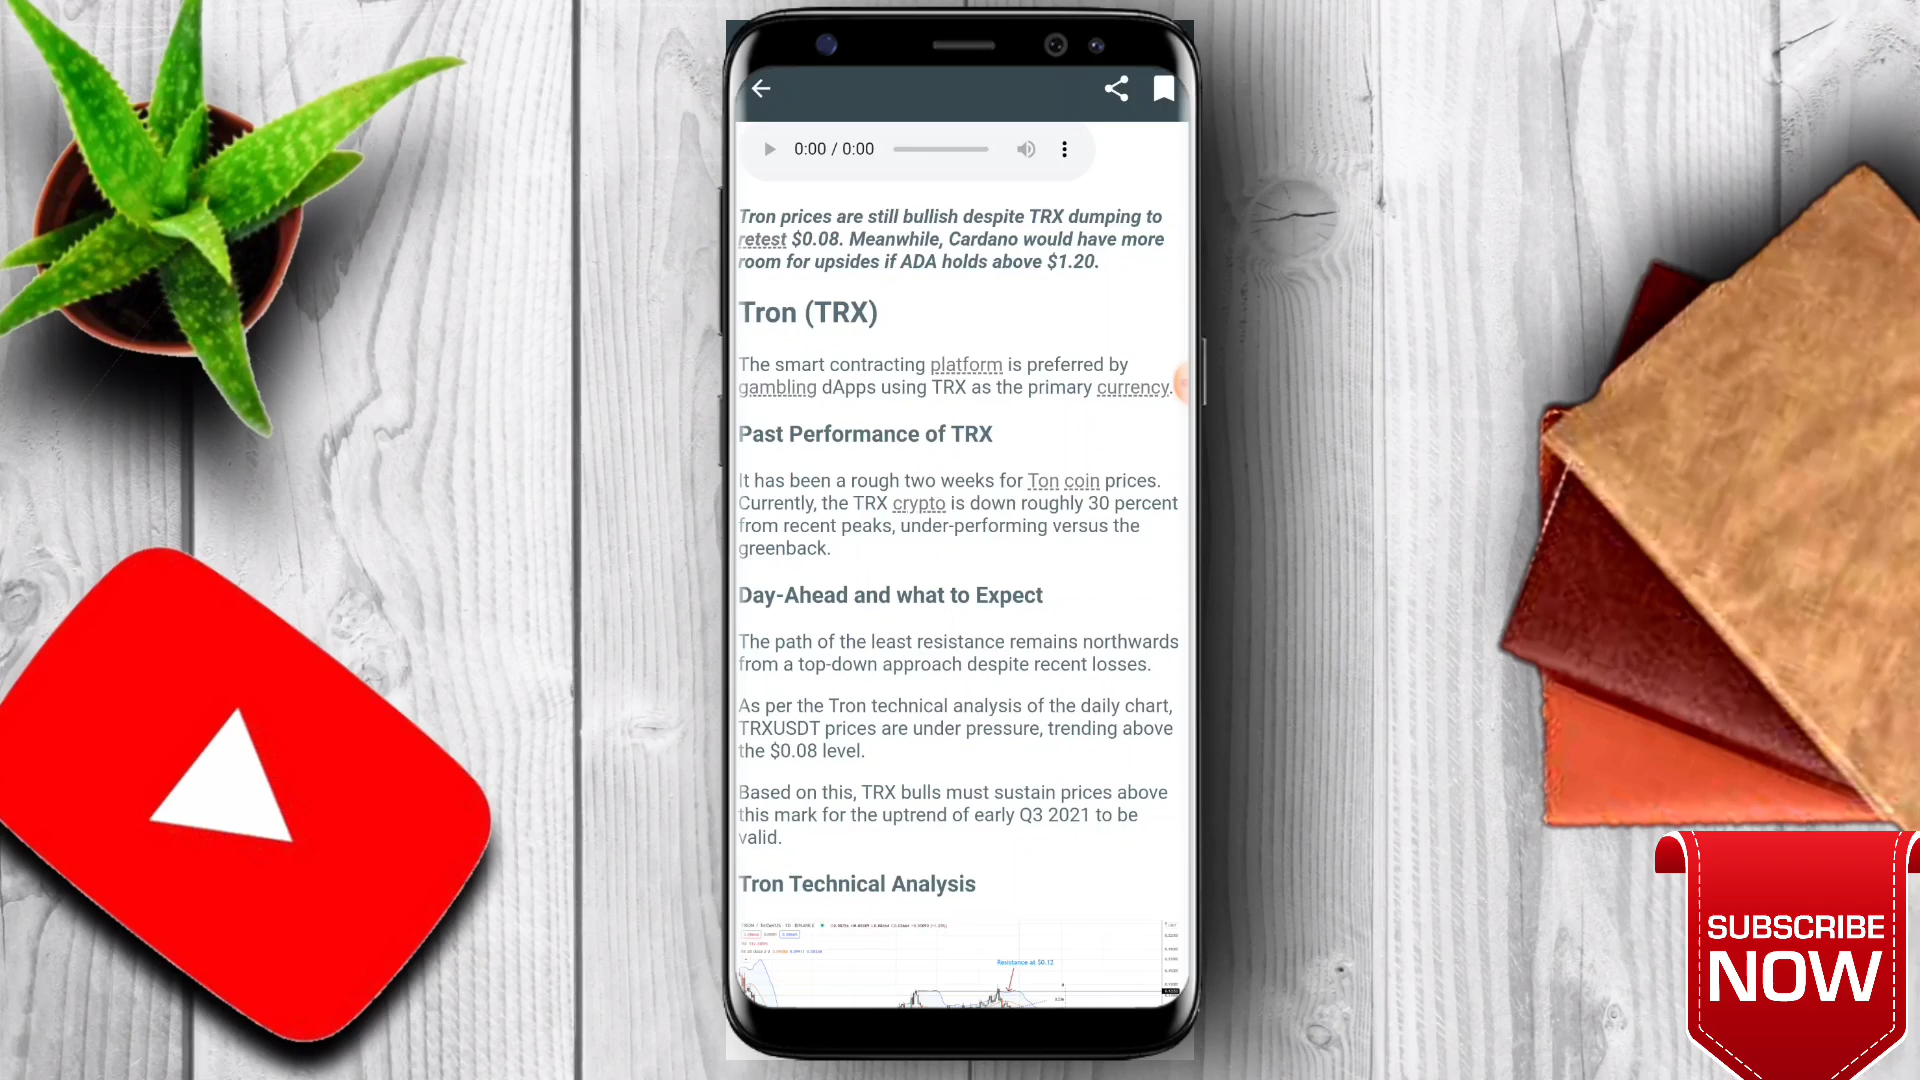 0:00 / 0:00
Tron prices are still bullish despite TRX dumping to
retest $0.08. Meanwhile, Cardano would have more
room for upsides if ADA holds above $1.20.
Tron (TRX)
The smart contracting platform is preferred by
gambling dApps using TRX as the primary currency.
Past Performance of TRX
It has been a rough two weeks for Ton coin prices.
Currently, the TRX crypto is down roughly 30 percent
from recent peaks, under-performing versus the
greenback.
Day-Ahead and what to Expect
The path of the least resistance remains northwards
from a top-down approach despite recent losses.
As per the Tron technical analysis of the daily chart,
TRXUSDT prices are under pressure, trending above
the $0.08 level.
Based on this, TRX bulls must sustain prices above
this mark for the uptrend of early Q3 2021 to be
valid.
Tron Technical Analysis
Resistance at $0.12
SUBSCRIBE
NOW